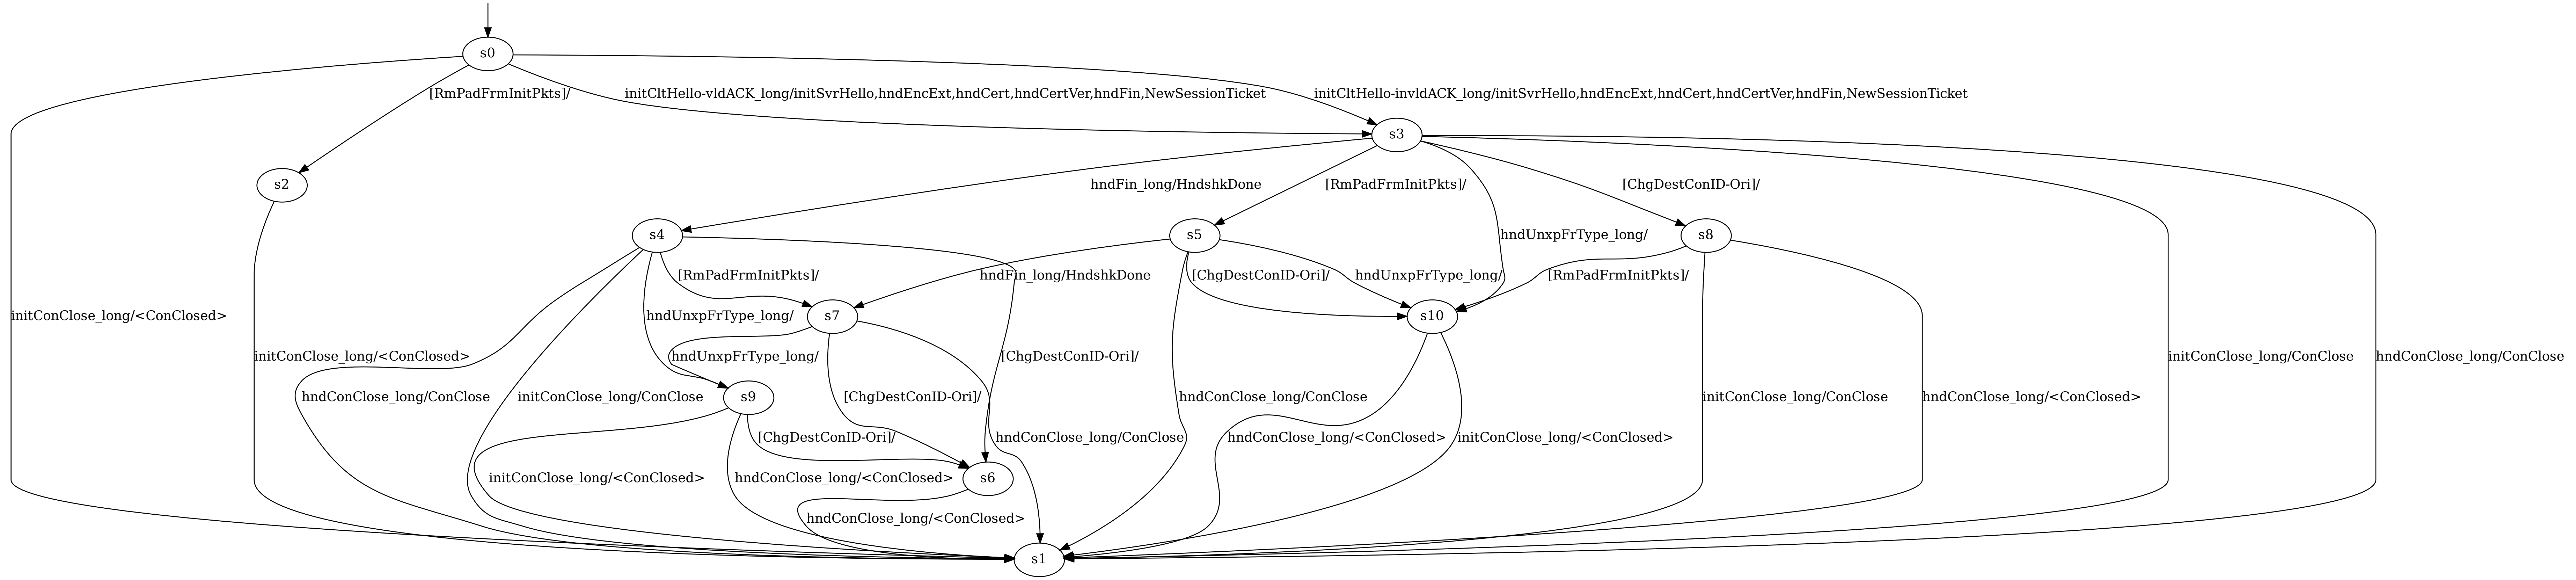 s0
[RmPadFrmInitPkts]/
initCltHello-vldACK_long/initSvrHello,hndEncExt,hndCert,hndCertVer,hndFin,NewSessionTicket
initCltHello-invldACK_long/initSvrHello,hndEncExt,hndCert,hndCertVer,hndFin,NewSessionTicket
s3
s2
hndFin_long/HndshkDone
[RmPadFrmInitPkts]/
[ChgDestConID-Ori]/
s4
s5
hndUnxpFrType_long/
s8
[RmPadFrmInitPkts]/
hndFin_long/HndshkDone
[ChgDestConID-Ori]/
hndUnxpFrType_long/
[RmPadFrmInitPkts]/
initConClose_long/<ConClosed>
hndUnxpFrType_long/
s7
s10
initConClose_long/<ConClosed>
hndUnxpFrType_long/
[ChgDestConID-Ori]/
initConClose_long/ConClose
hndConClose_long/ConClose
hndConClose_long/ConClose
initConClose_long/ConClose
s9
[ChgDestConID-Ori]/
hndConClose_long/ConClose
initConClose_long/ConClose
hndConClose_long/<ConClosed>
[ChgDestConID-Ori]/
hndConClose_long/ConClose
hndConClose_long/<ConClosed>
initConClose_long/<ConClosed>
initConClose_long/<ConClosed>
hndConClose_long/<ConClosed>
s6
hndConClose_long/<ConClosed>
s1